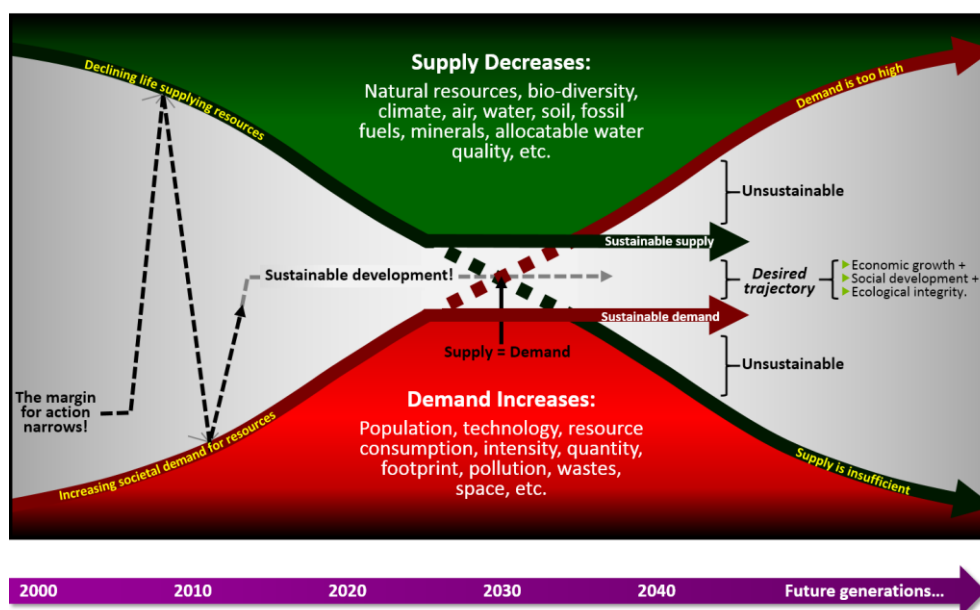 Supply Decreases:
Natural resources, bio-diversity,
climate, air, water, soil, fossil
fuels, minerals, allocatable water
quality, etc.
Declining life supplying resources
Demand is too high
Unsustainable
Sustainable supply
Sustainable development!
Desired
trajectory
Economic growth +
Social development +
Ecological integrity.
Sustainable demand
Supply = Demand
Unsustainable
The margin
for action
narrows!
Demand Increases:
Population, technology, resource
consumption, intensity, quantity,
footprint, pollution, wastes,
space, etc.
Increasing societal demand for resources
Supply is insufficient
2000 2010 2020 2030 2040 Future generations...